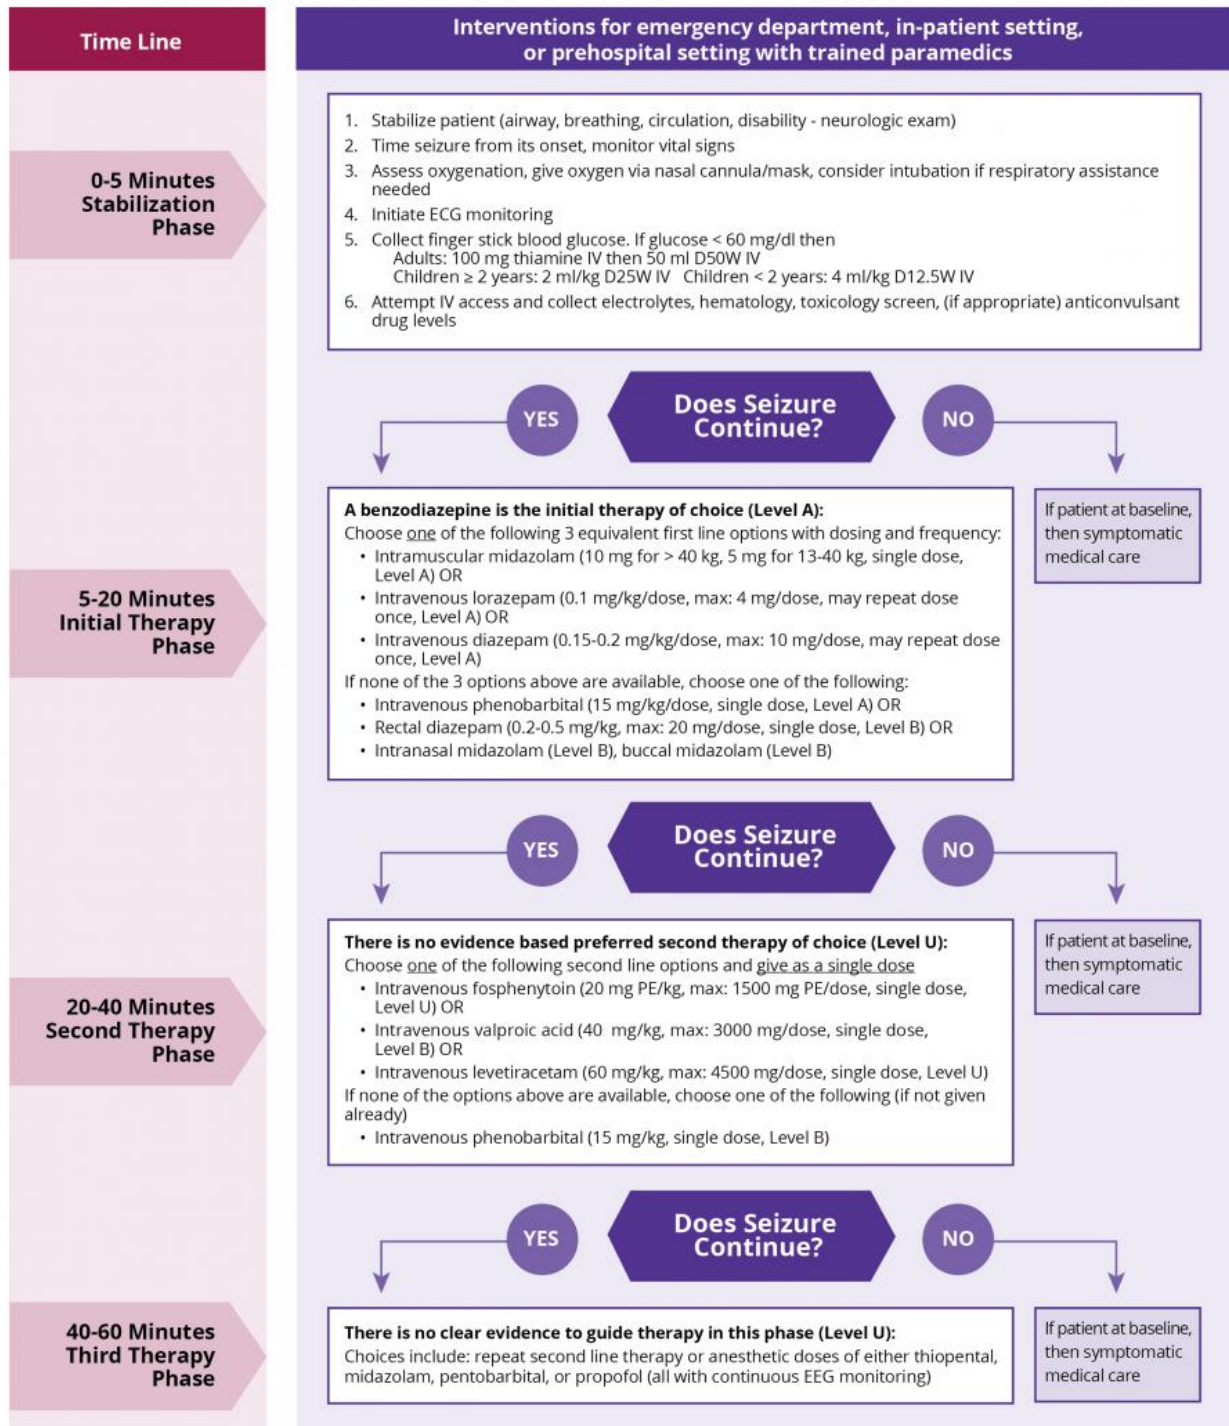 Time Line
Interventions for emergency department, in-patient setting,
or prehospital setting with trained paramedics
0-5 Minutes
Stabilization
Phase
1. Stabilize patient (airway, breathing, circulation, disability - neurologic exam)
2. Time seizure from its onset, monitor vital signs
3. Assess oxygenation, give oxygen via nasal cannula/mask, consider intubation if respiratory assistance
needed
4. Initiate ECG monitoring
5. Collect finger stick blood glucose. If glucose < 60 mg/dl then
Adults: 100 mg thiamine IV then 50 ml D50W IV
Children ≥ 2 years: 2 ml/kg D25W IV Children < 2 years: 4 ml/kg D12.5W IV
6. Attempt IV access and collect electrolytes, hematology, toxicology screen, (if appropriate) anticonvulsant
drug levels
YES
Does Seizure
Continue?
NO
5-20 Minutes
Initial Therapy
Phase
A benzodiazepine is the initial therapy of choice (Level A):
Choose one of the following 3 equivalent first line options with dosing and frequency:
• Intramuscular midazolam (10 mg for > 40 kg, 5 mg for 13-40 kg, single dose,
Level A) OR
• Intravenous lorazepam (0.1 mg/kg/dose, max: 4 mg/dose, may repeat dose
once, Level A) OR
• Intravenous diazepam (0.15-0.2 mg/kg/dose, max: 10 mg/dose, may repeat dose
once, Level A)
If none of the 3 options above are available, choose one of the following:
• Intravenous phenobarbital (15 mg/kg/dose, single dose, Level A) OR
• Rectal diazepam (0.2-0.5 mg/kg, max: 20 mg/dose, single dose, Level B) OR
• Intranasal midazolam (Level B), buccal midazolam (Level B)
If patient at baseline,
then symptomatic
medical care
YES
Does Seizure
Continue?
NO
20-40 Minutes
Second Therapy
Phase
There is no evidence based preferred second therapy of choice (Level U):
Choose one of the following second line options and give as a single dose
• Intravenous fosphenytoin (20 mg PE/kg, max: 1500 mg PE/dose, single dose,
Level U) OR
• Intravenous valproic acid (40 mg/kg, max: 3000 mg/dose, single dose,
Level B) OR
• Intravenous levetiracetam (60 mg/kg, max: 4500 mg/dose, single dose, Level U)
If none of the options above are available, choose one of the following (if not given
already)
• Intravenous phenobarbital (15 mg/kg, single dose, Level B)
If patient at baseline,
then symptomatic
medical care
YES
Does Seizure
Continue?
NO
40-60 Minutes
Third Therapy
Phase
There is no clear evidence to guide therapy in this phase (Level U):
Choices include: repeat second line therapy or anesthetic doses of either thiopental,
midazolam, pentobarbital, or propofol (all with continuous EEG monitoring)
If patient at baseline,
then symptomatic
medical care